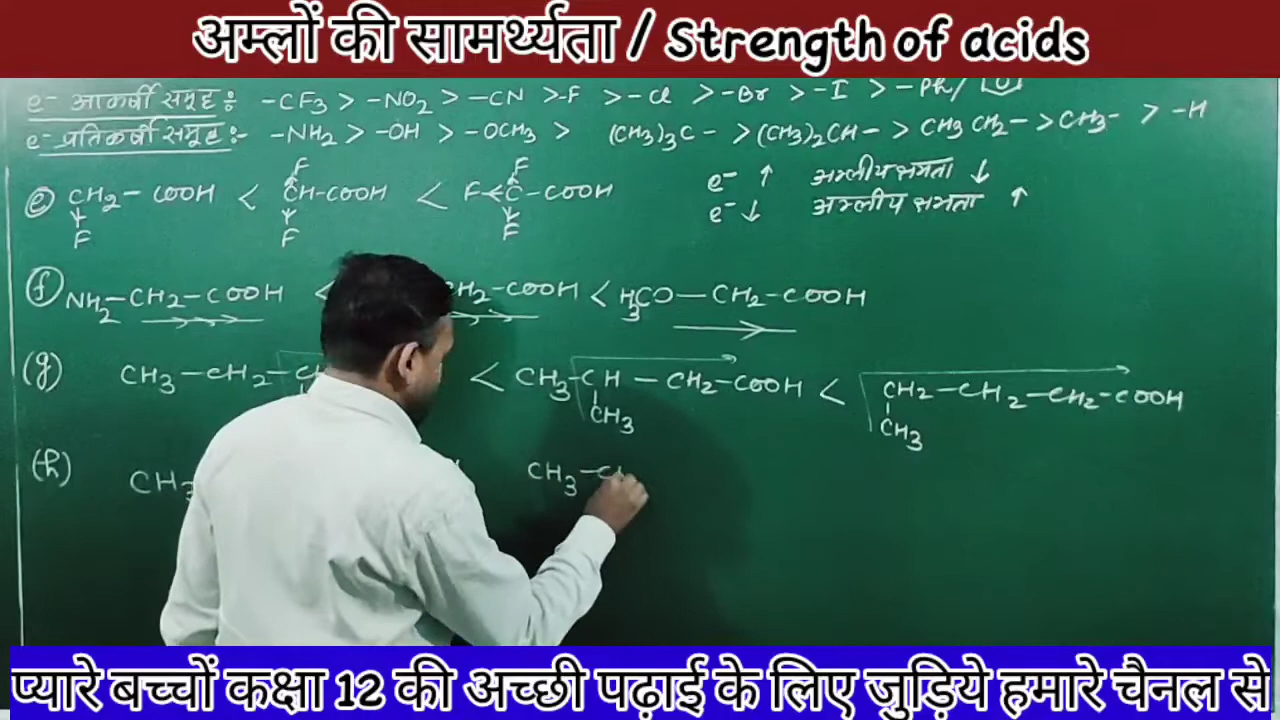 अम्लों की सामर्थ्यता / Strength of acids
e- आकर्षी समूह :- -CF3 > -NO2 > -CN >-F >-Cl >-Br >-I > -Ph/
e- प्रतिकर्षी समूह :- -NH2 > -OH > -OCH3 > (CH3)3C- >(CH3)2CH- > CH3CH2- >CH3- > -H
F F
(e) CH2-COOH < CH-COOH < F-C-COOH e- ↑ अम्लीय क्षमता ↓
F F F e- ↓ अम्लीय क्षमता ↑
(f) NH2-CH2-COOH < CH2-COOH < H3CO-CH2-COOH
(g) CH3-CH2- < CH3-CH-CH2-COOH < CH2-CH2-CH2-COOH
CH3 CH3
(h) CH3 CH3-
प्यारे बच्चों कक्षा 12 की अच्छी पढ़ाई के लिए जुड़िये हमारे चैनल से